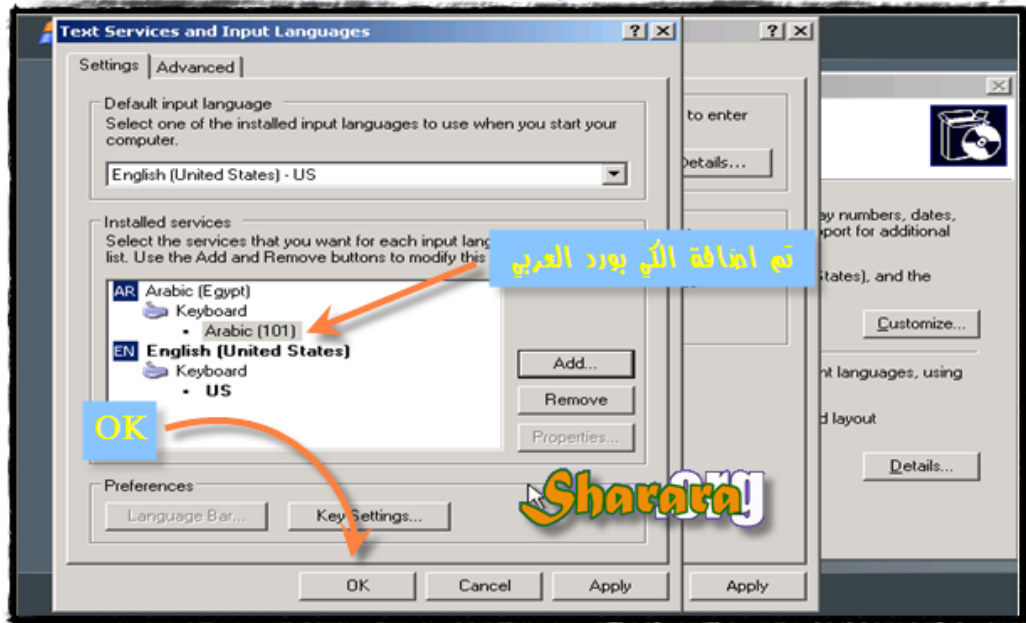 Text Services and Input Languages
Settings
Advanced
Default input language
Select one of the installed input languages to use when you start your
computer.
English (United States) - US
Installed services
Select the services that you want for each input lang
list. Use the Add and Remove buttons to modify this
AR Arabic (Egypt)
Keyboard
• Arabic (101)
EN English (United States)
Keyboard
• US
Add...
Remove
Properties...
تم اضافة الكي بورد العربي
OK
Preferences
Language Bar...
Key Settings...
OK
Cancel
Apply
Sharara.org
to enter
Details...
Apply
ay numbers, dates,
pport for additional
States), and the
Customize...
nt languages, using
d layout
Details...